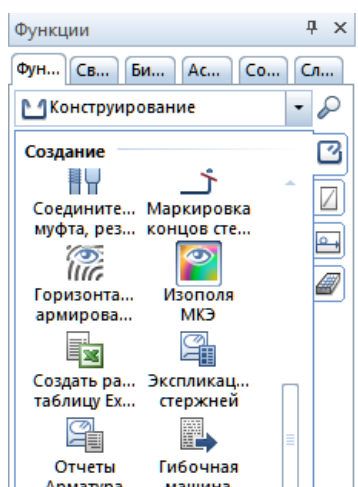 Функции
Фун... Св... Би... Ас... Со... Сл...
Конструирование
Создание
Соедините... Маркировка
муфта, рез... концов сте...
Горизонта... Изополя
армирова... МКЭ
Создать ра... Экспликац...
таблицу Ex... стержней
Отчеты Гибочная
Арматура машина